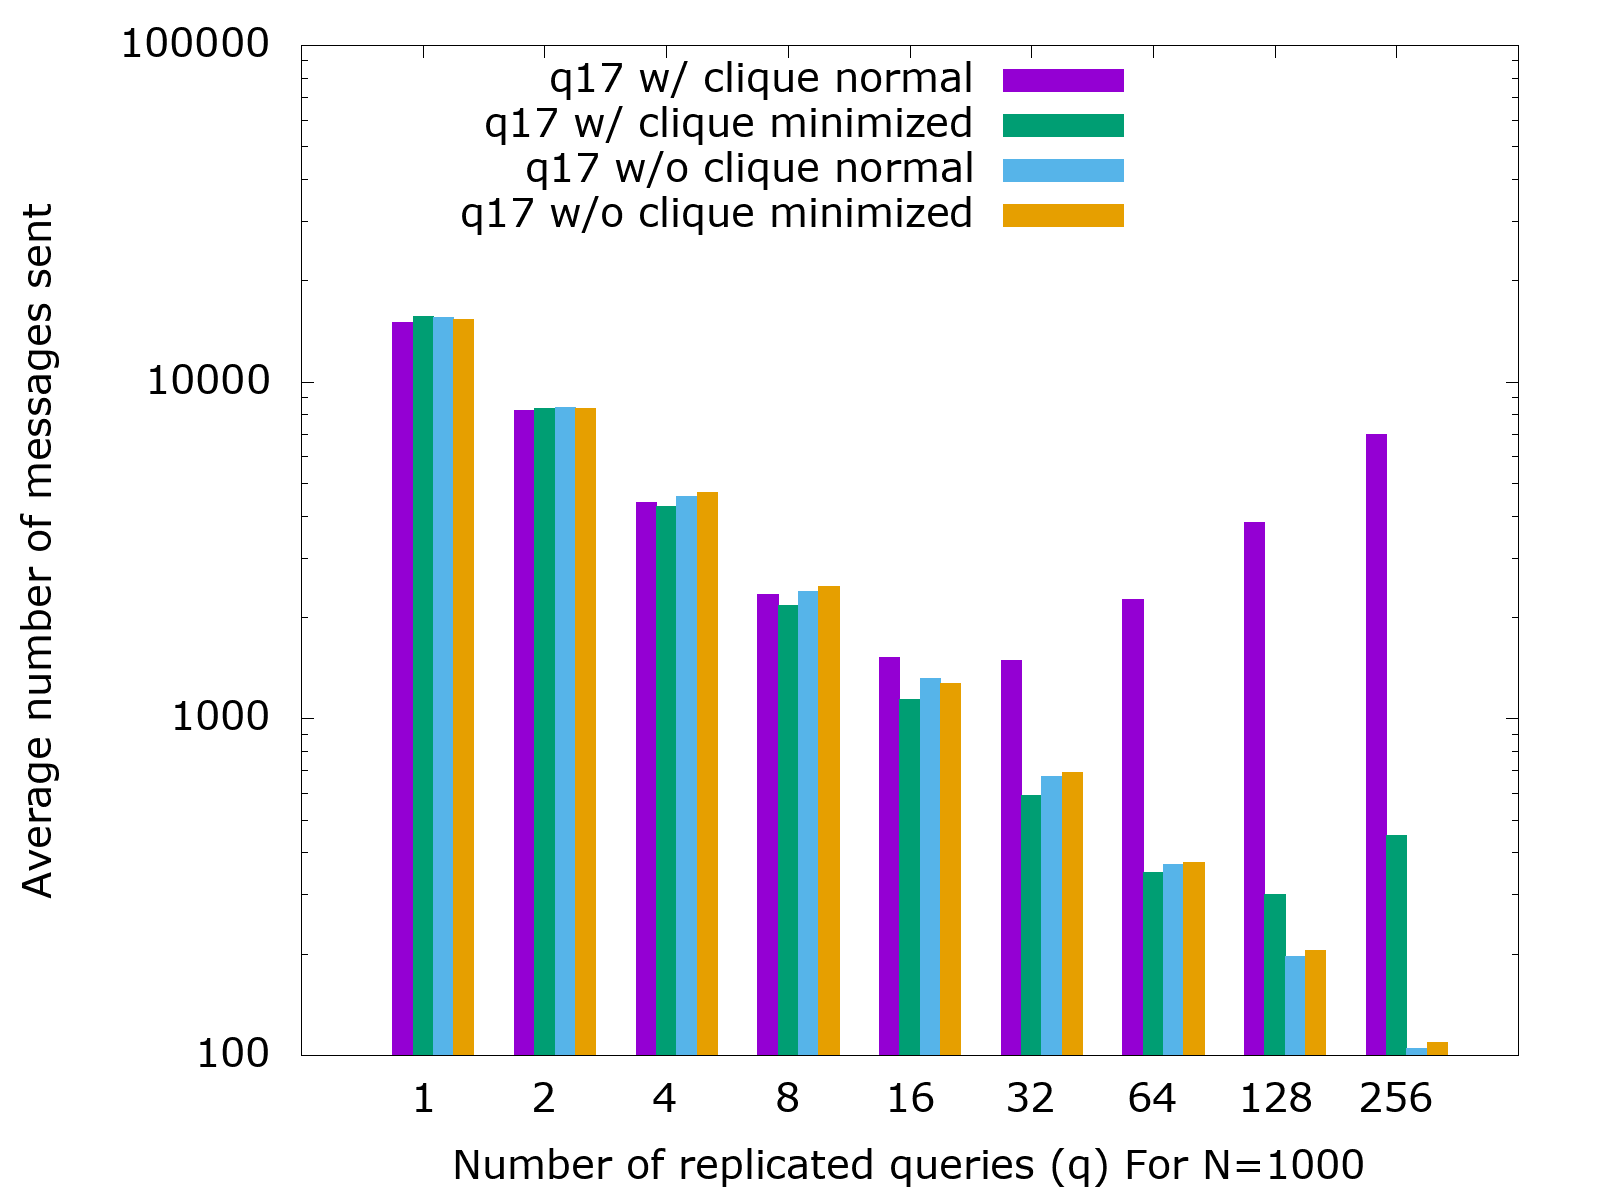 100000
10000
1000
100
Average number of messages sent
q17 w/ clique normal
q17 w/ clique minimized
q17 w/o clique normal
q17 w/o clique minimized
1 2 4 8 16 32 64 128 256
Number of replicated queries (q) For N=1000